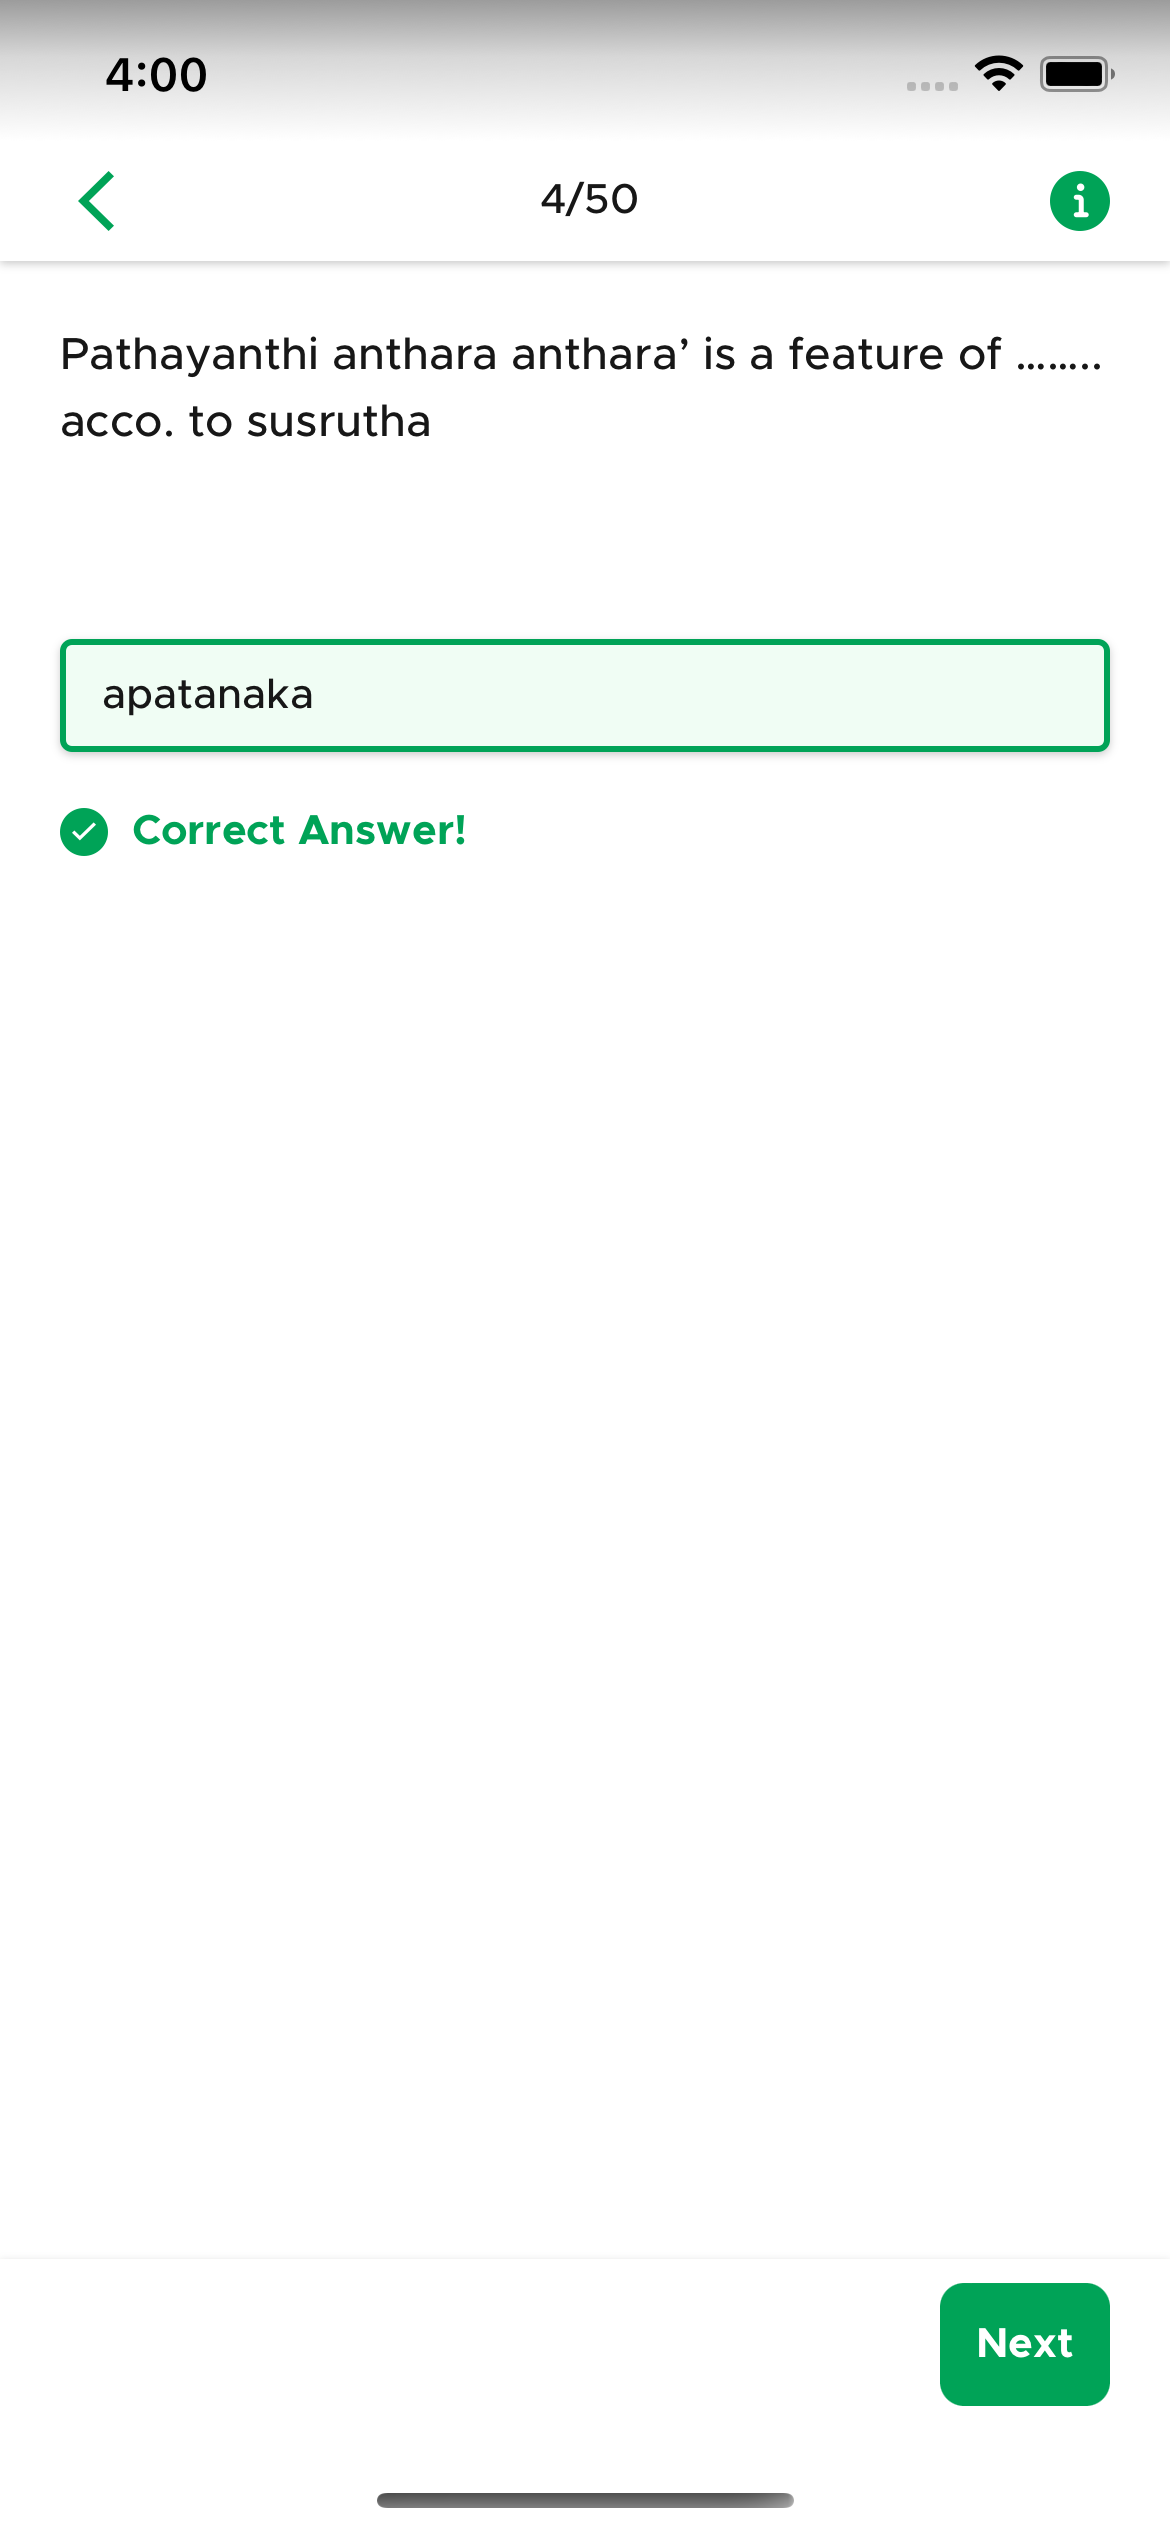 4:00
4/50
Pathayanthi anthara anthara’ is a feature of ........
acco. to susrutha
apatanaka
Correct Answer!
Next